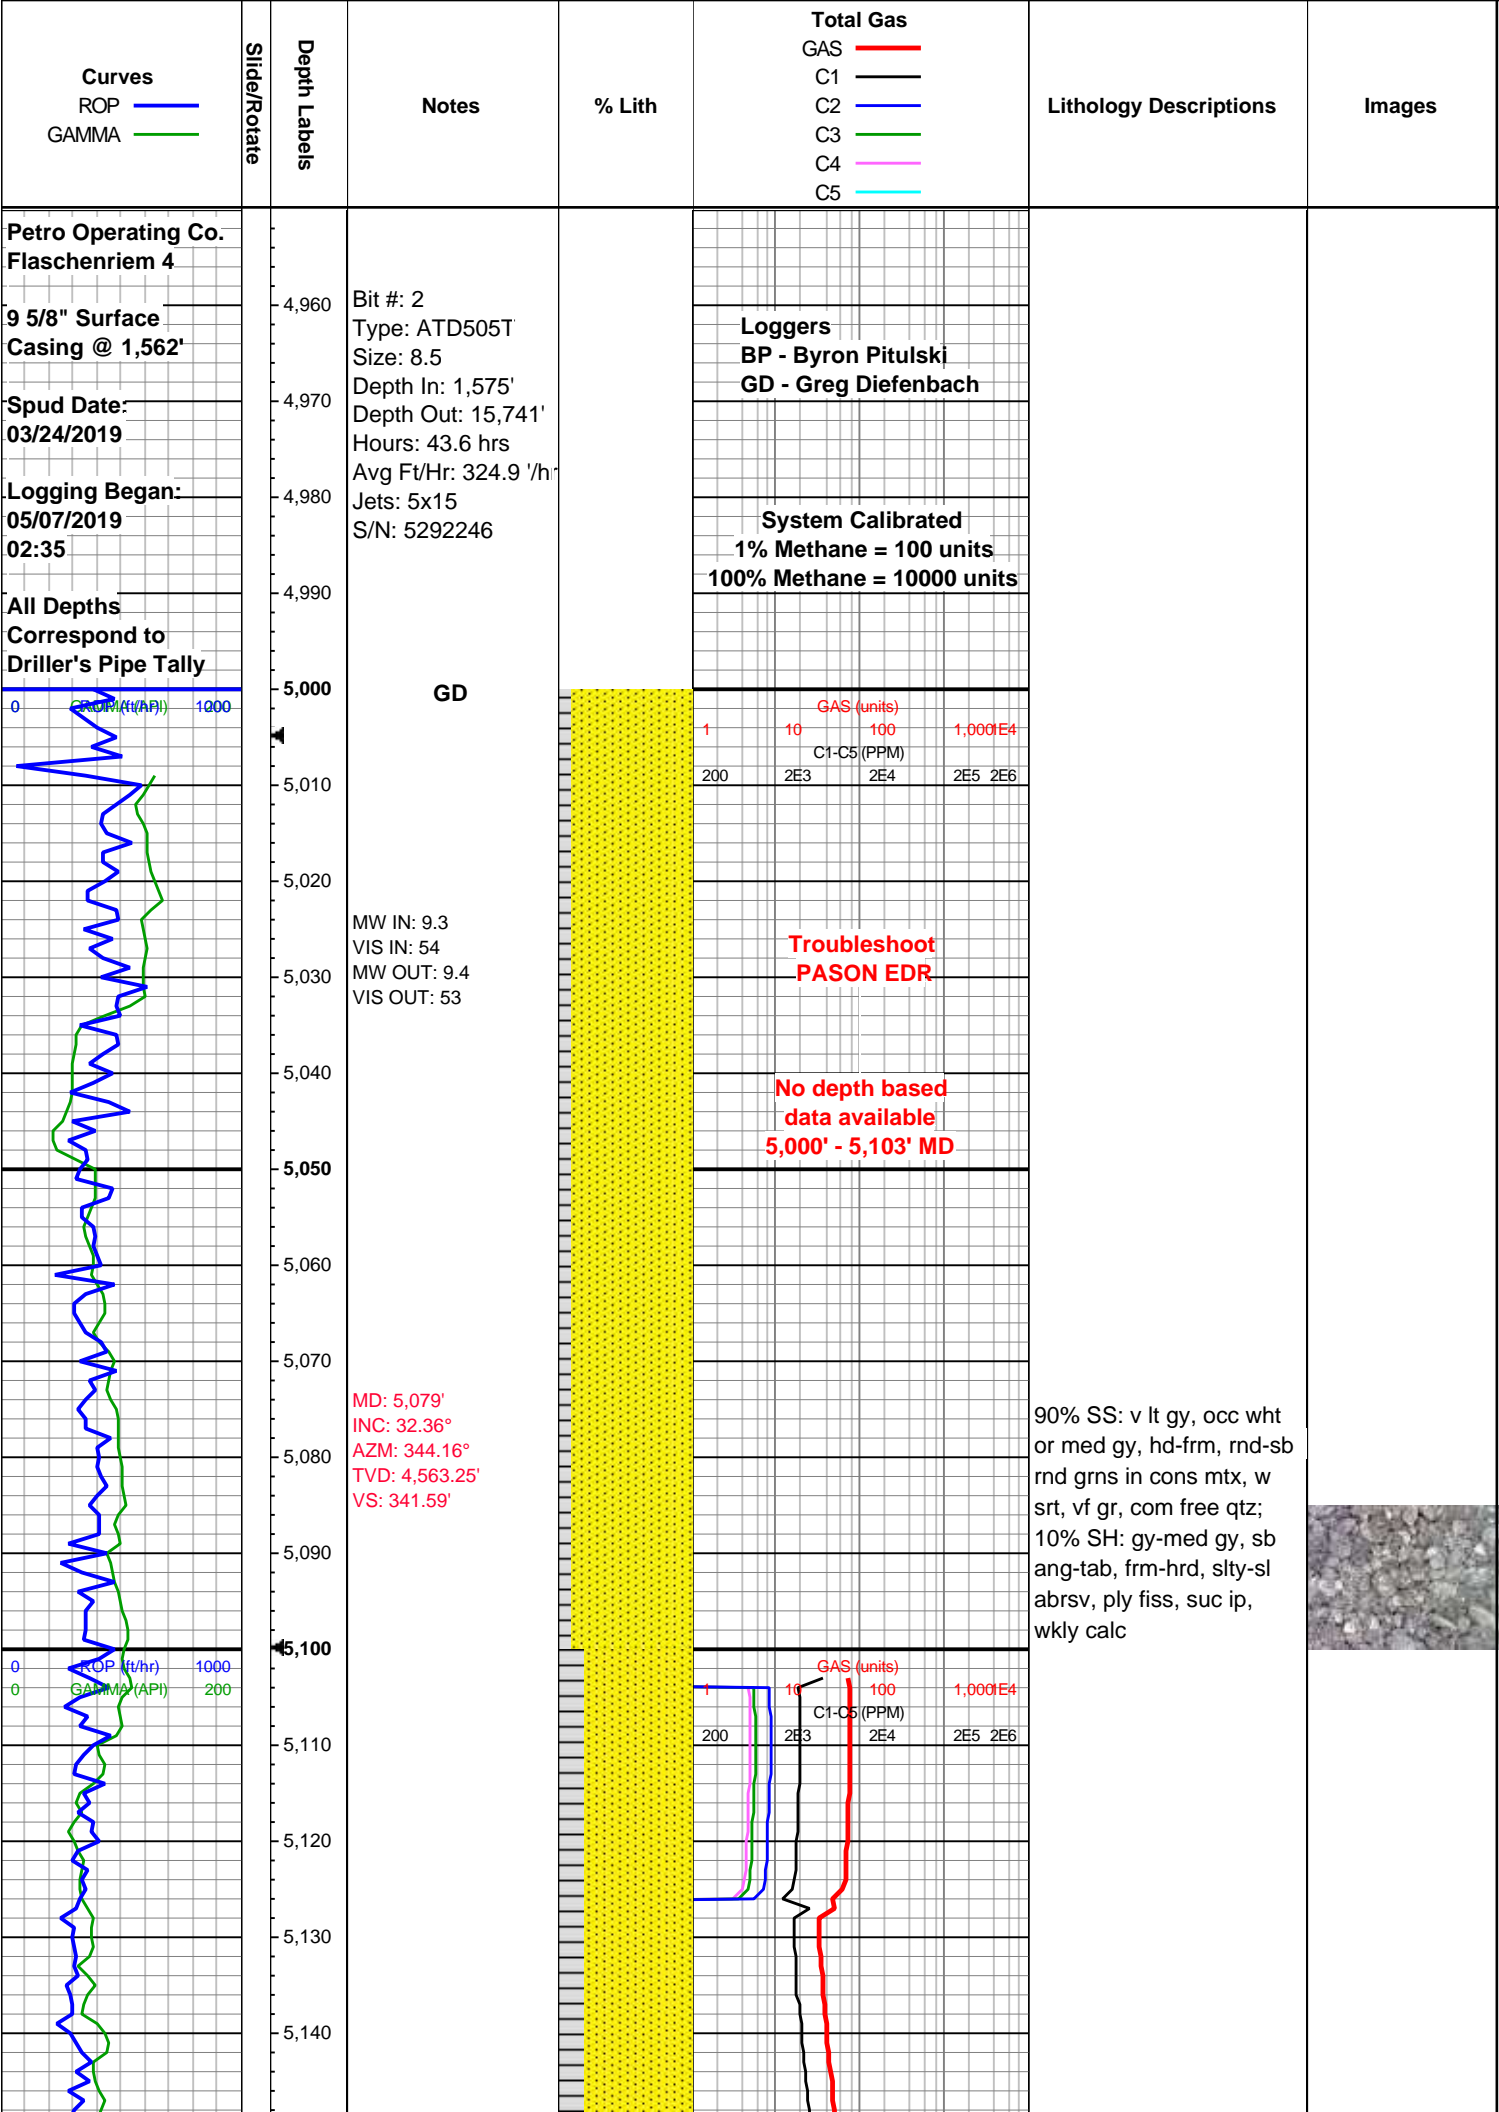 Curves
ROP
GAMMA
Slide/Rotate
Depth Labels
Notes
% Lith
Total Gas
GAS
C1
C2
C3
C4
C5
Lithology Descriptions
Images
Petro Operating Co.
Flaschenriem 4
9 5/8" Surface
Casing @ 1,562'
Spud Date:
03/24/2019
Logging Began:
05/07/2019
02:35
All Depths
Correspond to
Driller's Pipe Tally
0 ROP (ft/hr)
4,960
4,970
4,980
4,990
5,000
5,010
5,020
5,030
5,040
5,050
5,060
5,070
5,080
5,090
5,100
5,110
5,120
5,130
5,140
Bit #: 2
Type: ATD505T
Size: 8.5
Depth In: 1,575'
Depth Out: 15,741'
Hours: 43.6 hrs
Avg Ft/Hr: 324.9 '/hr
Jets: 5x15
S/N: 5292246
GD
MW IN: 9.3
VIS IN: 54
MW OUT: 9.4
VIS OUT: 53
MD: 5,079'
INC: 32.36°
AZM: 344.16°
TVD: 4,563.25'
VS: 341.59'
Loggers
BP - Byron Pitulski
GD - Greg Diefenbach
System Calibrated
1% Methane = 100 units
100% Methane = 10000 units
GAS (units)
1 10 100 1,000 1E4
C1-C5 (PPM)
200 2E3 2E4 2E5 2E6
Troubleshoot
PASON EDR
No depth based
data available
5,000' - 5,103' MD
90% SS: v lt gy, occ wht
or med gy, hd-frm, rnd-sb
rnd grns in cons mtx, w
srt, vf gr, com free qtz;
10% SH: gy-med gy, sb
ang-tab, frm-hrd, slty-sl
abrsv, ply fiss, suc ip,
wkly calc
0 ROP (ft/hr) 1000
0 GAMMA (API) 200
GAS (units)
1 10 100 1,000 1E4
C1-C5 (PPM)
200 2E3 2E4 2E5 2E6